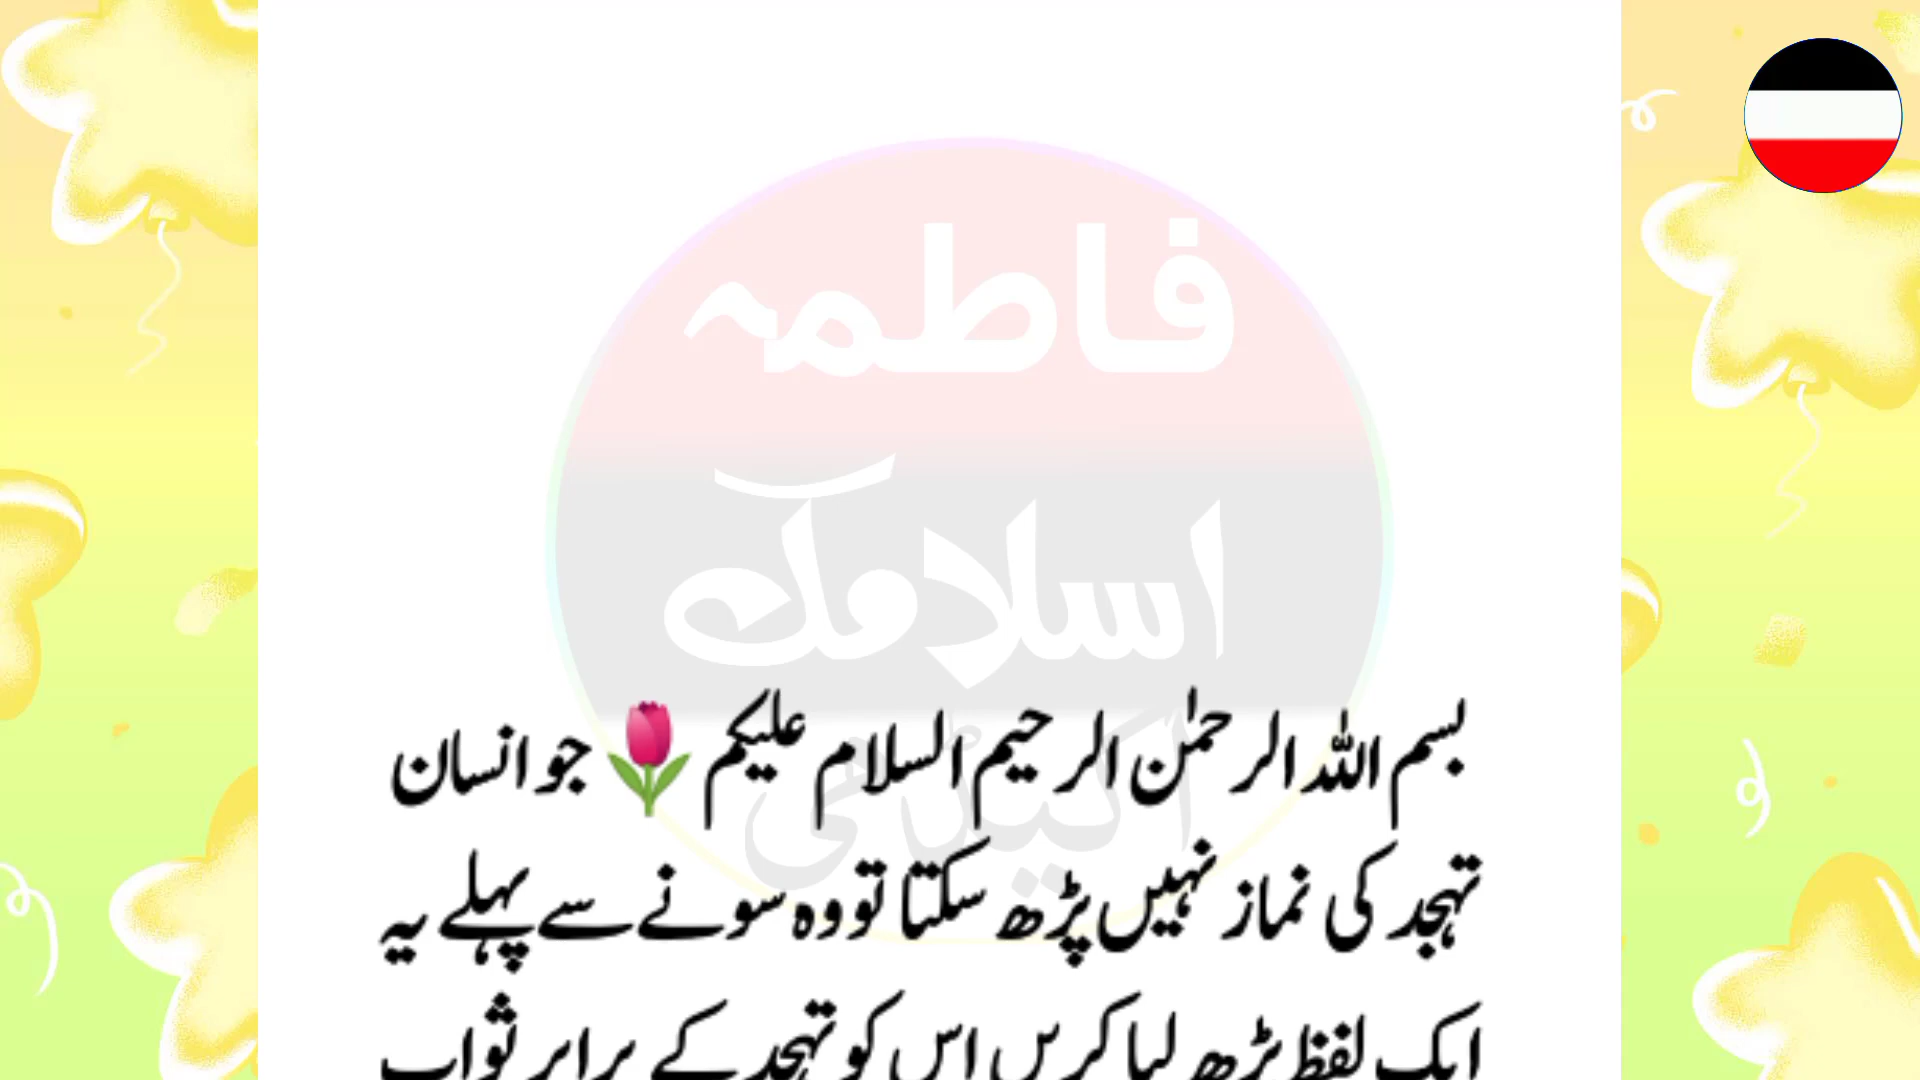 فاطمہ
اسلامک
اکیڈمی
بسم اللہ الرحمٰن الرحیم السلام علیکم🌷جو انسان
تہجد کی نماز نہیں پڑھ سکتا تو وہ سونے سے پہلے یہ
ایک لفظ پڑھ لیا کریں اس کو تہجد کے برابر ثواب